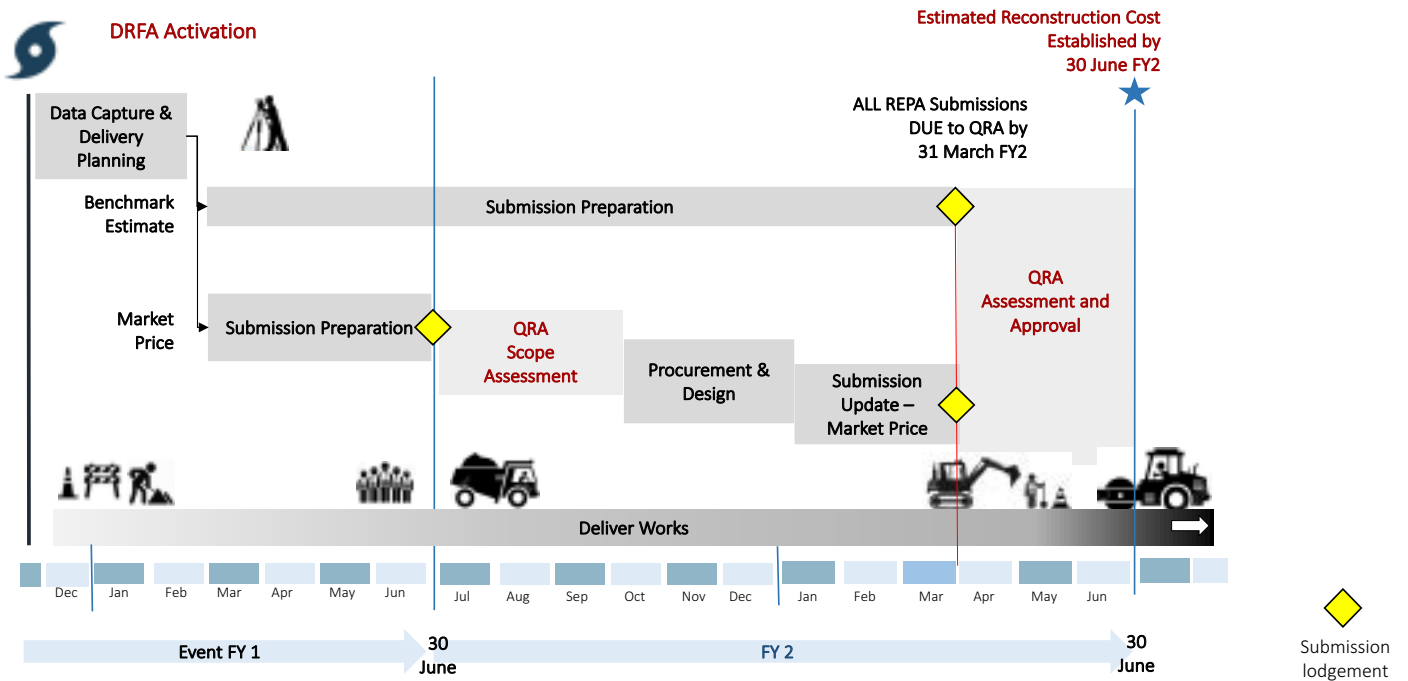 DRFA Activation
Estimated Reconstruction Cost
Established by
30 June FY2
Data Capture &
Delivery
Planning
ALL REPA Submissions
DUE to QRA by
31 March FY2
Benchmark
Estimate
Submission Preparation
QRA
Assessment and
Approval
Market
Price
Submission Preparation
QRA
Scope
Assessment
Procurement &
Design
Submission
Update –
Market Price
Deliver Works
Dec
Jan
Feb
Mar
Apr
May
Jun
Jul
Aug
Sep
Oct
Nov
Dec
Jan
Feb
Mar
Apr
May
Jun
Event FY 1
30
June
FY 2
30
June
Submission
lodgement